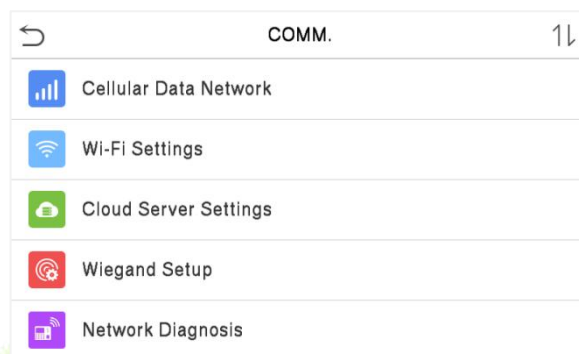 COMM.
Cellular Data Network
Wi-Fi Settings
Cloud Server Settings
Wiegand Setup
Network Diagnosis